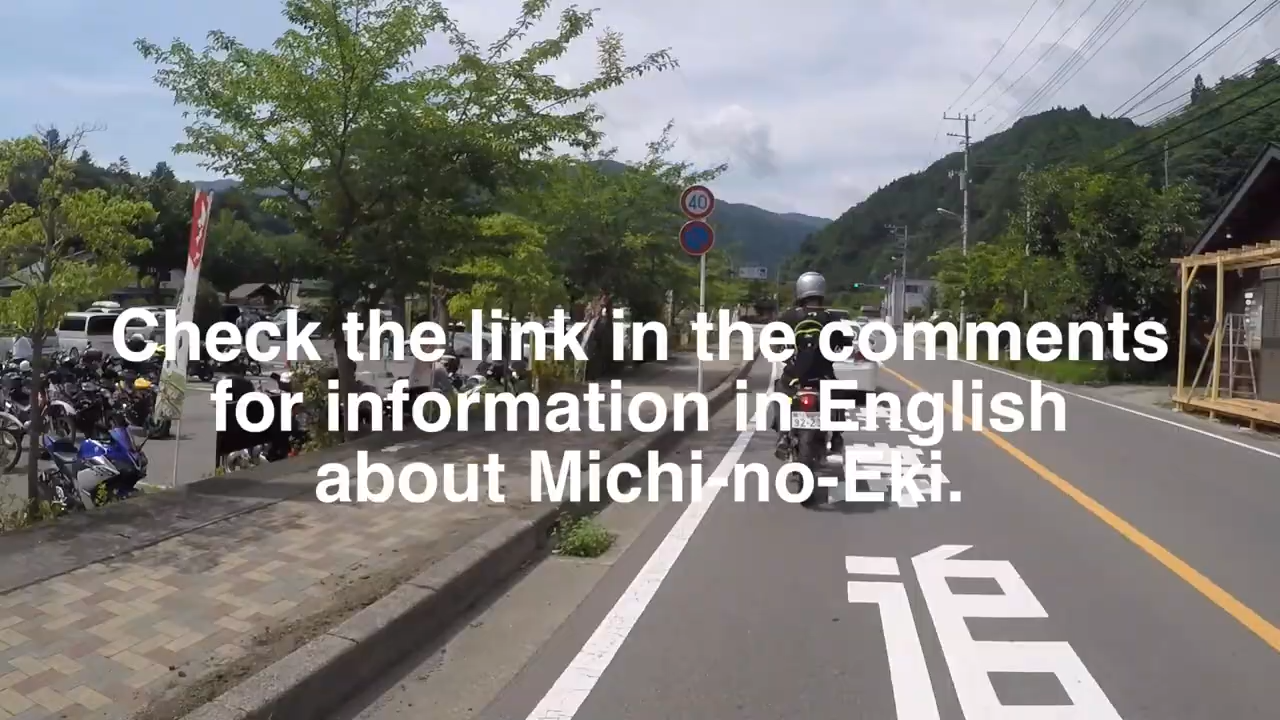 40
Check the link in the comments
for information in English
about Michi-no-Eki.
追